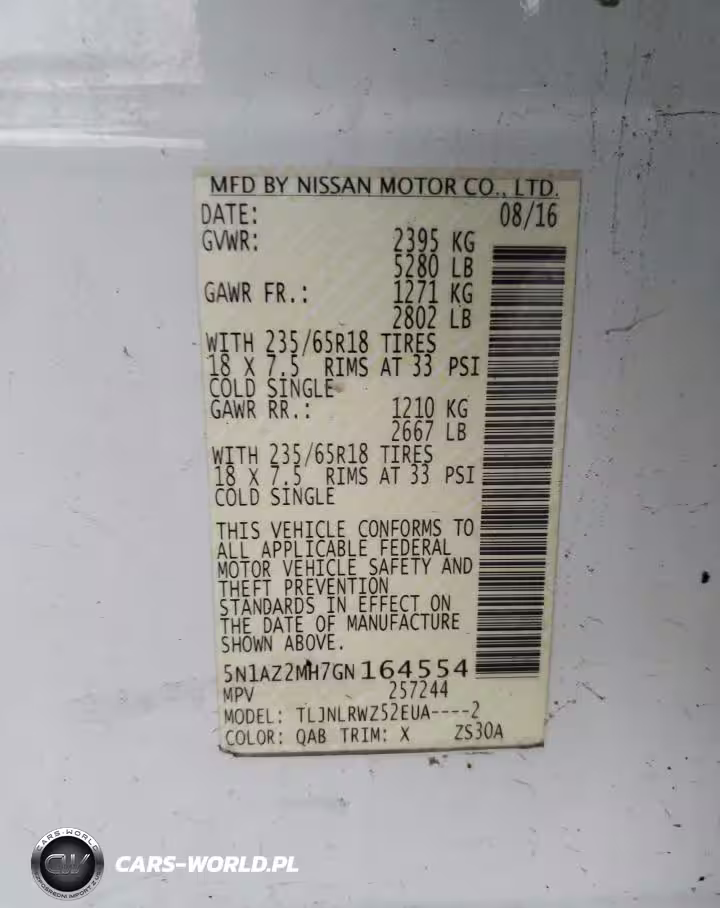 MFD BY NISSAN MOTOR CO., LTD.
DATE: 08/16
GVWR: 2395 KG
5280 LB
GAWR FR.: 1271 KG
2802 LB
WITH 235/65R18 TIRES
18 X 7.5 RIMS AT 33 PSI
COLD SINGLE
GAWR RR.: 1210 KG
2667 LB
WITH 235/65R18 TIRES
18 X 7.5 RIMS AT 33 PSI
COLD SINGLE
THIS VEHICLE CONFORMS TO
ALL APPLICABLE FEDERAL
MOTOR VEHICLE SAFETY AND
THEFT PREVENTION
STANDARDS IN EFFECT ON
THE DATE OF MANUFACTURE
SHOWN ABOVE.
5N1AZ2MH7GN164554
MPV 257244
MODEL: TLJNLRWZ52EUA----2
COLOR: QAB TRIM: X ZS30A
CARS-WORLD
CW
CARS-WORLD.PL